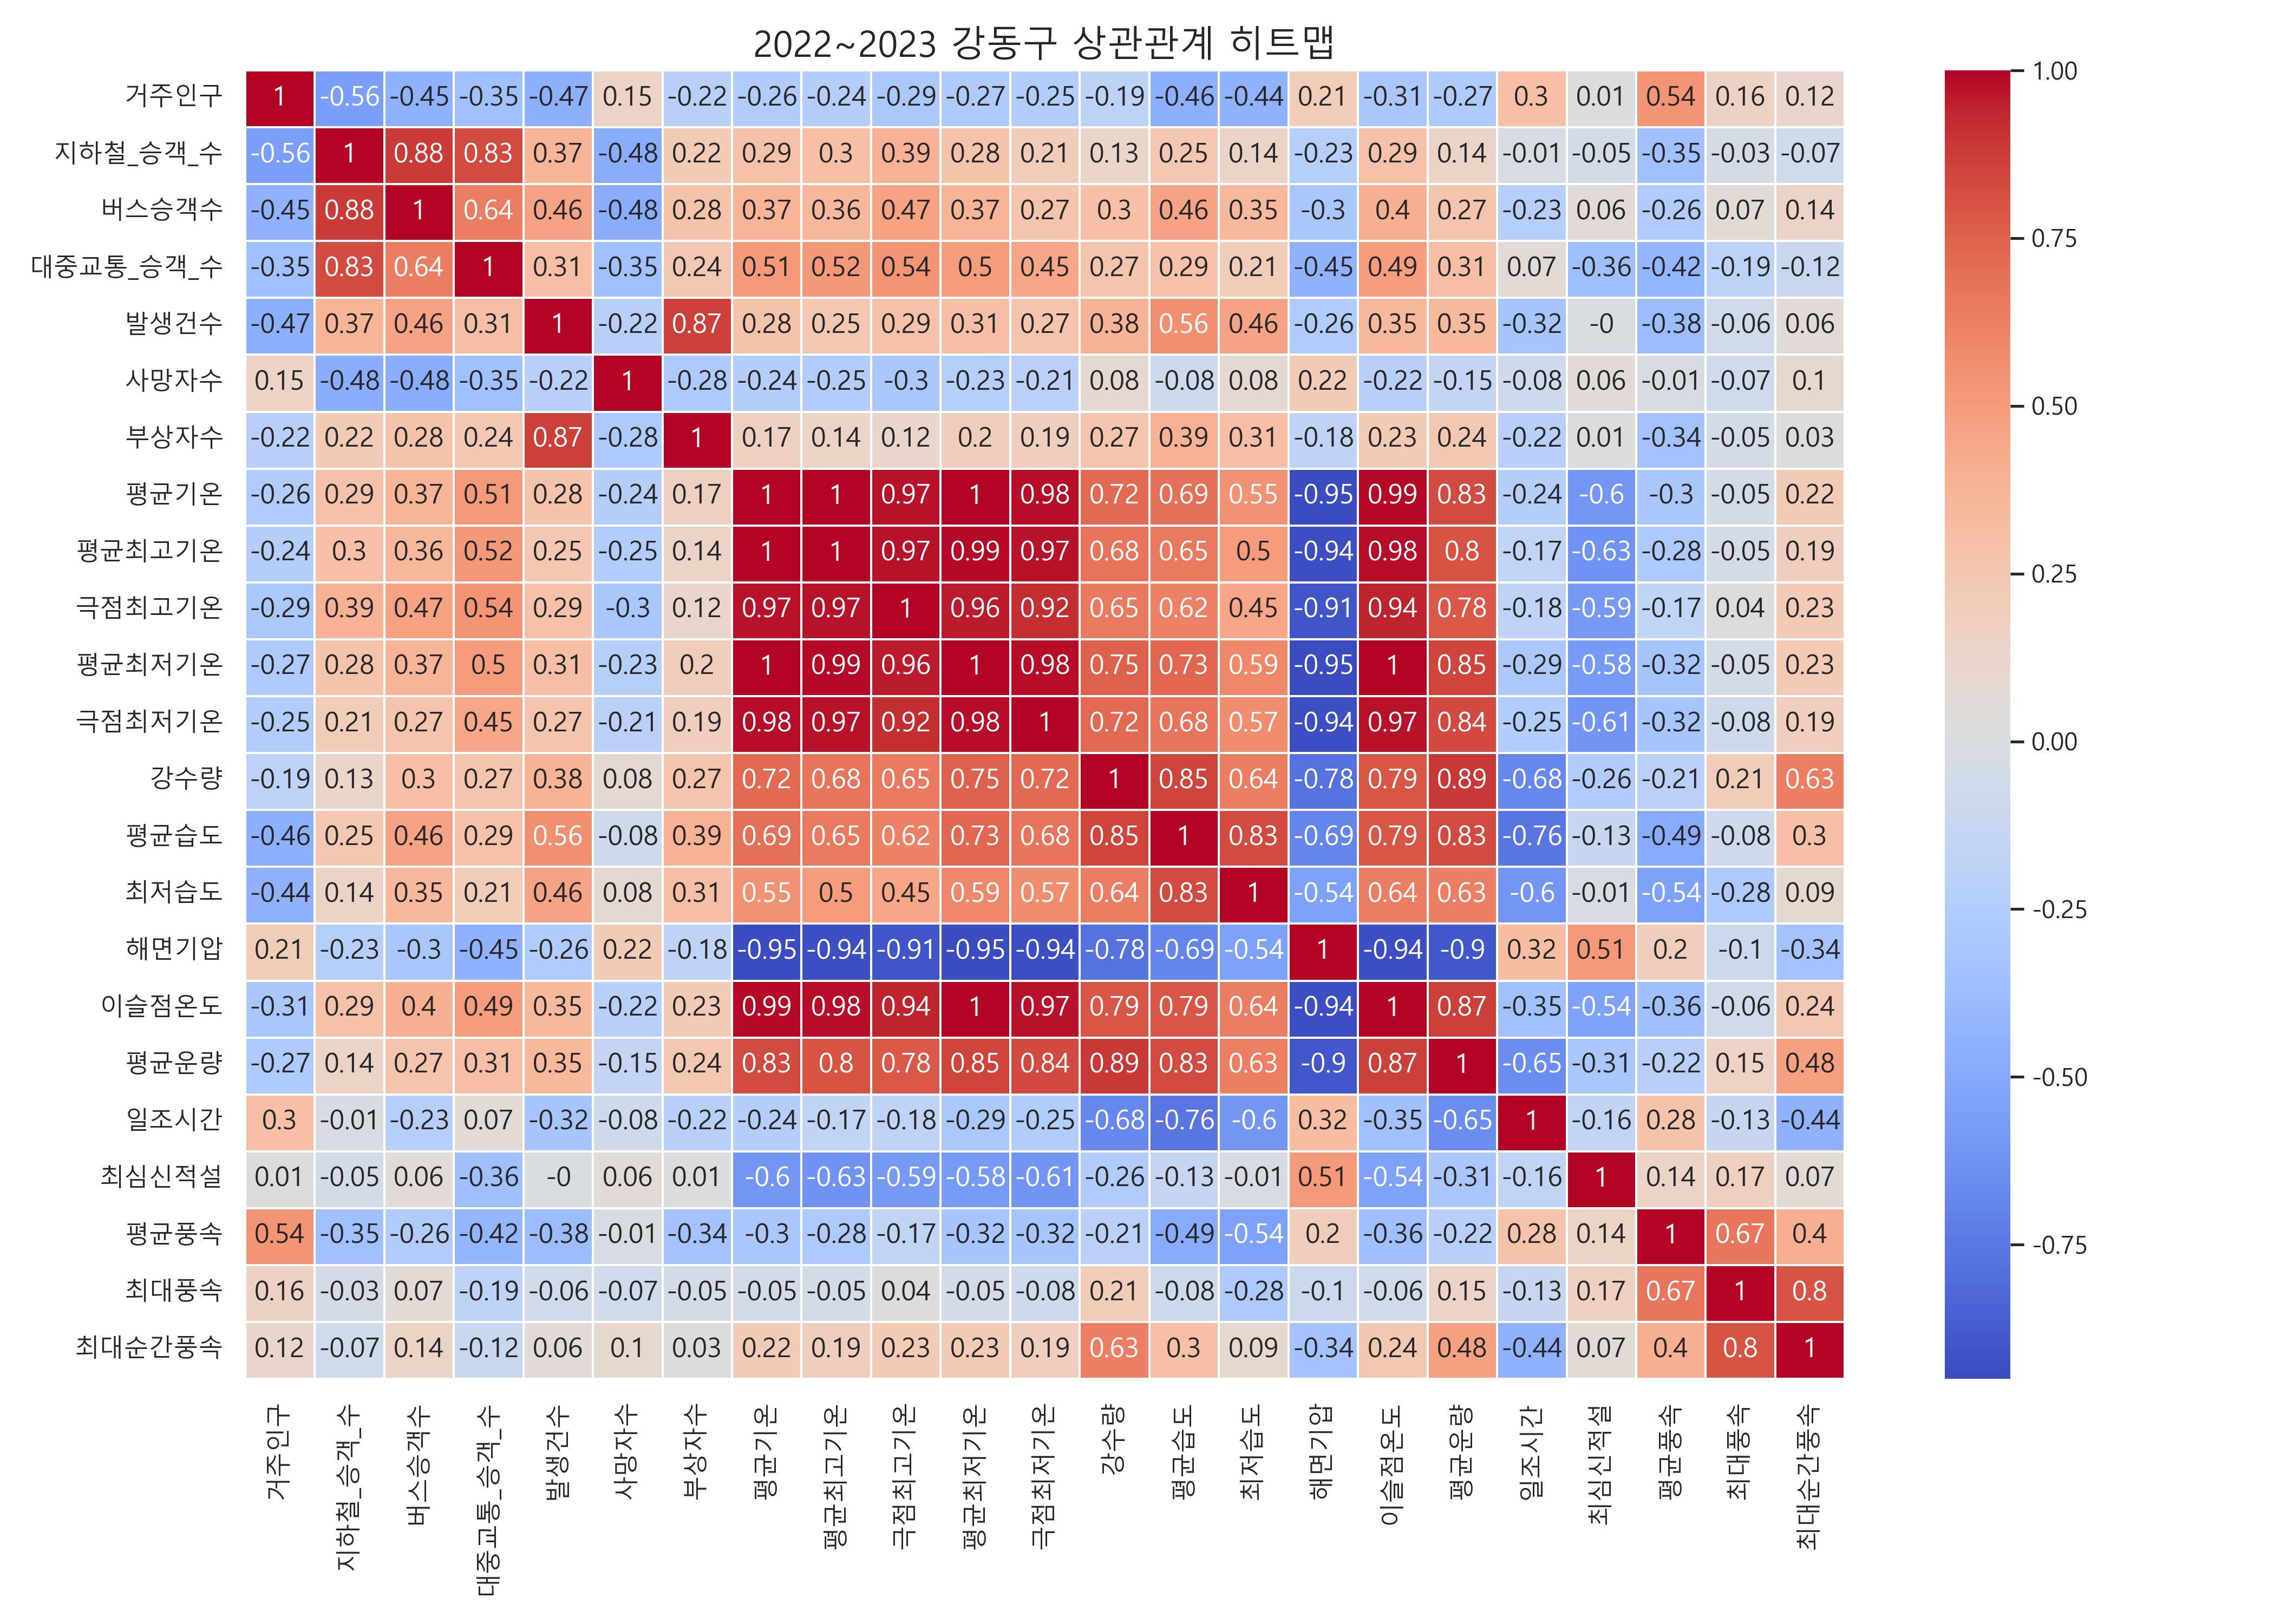 2022~2023 강동구 상관관계 히트맵
거주인구 1 -0.56 -0.45 -0.35 -0.47 0.15 -0.22 -0.26 -0.24 -0.29 -0.27 -0.25 -0.19 -0.46 -0.44 0.21 -0.31 -0.27 0.3 0.01 0.54 0.16 0.12
지하철_승객_수 -0.56 1 0.88 0.83 0.37 -0.48 0.22 0.29 0.3 0.39 0.28 0.21 0.13 0.25 0.14 -0.23 0.29 0.14 -0.01 -0.05 -0.35 -0.03 -0.07
버스승객수 -0.45 0.88 1 0.64 0.46 -0.48 0.28 0.37 0.36 0.47 0.37 0.27 0.3 0.46 0.35 -0.3 0.4 0.27 -0.23 0.06 -0.26 0.07 0.14
대중교통_승객_수 -0.35 0.83 0.64 1 0.31 -0.35 0.24 0.51 0.52 0.54 0.5 0.45 0.27 0.29 0.21 -0.45 0.49 0.31 0.07 -0.36 -0.42 -0.19 -0.12
발생건수 -0.47 0.37 0.46 0.31 1 -0.22 0.87 0.28 0.25 0.29 0.31 0.27 0.38 0.56 0.46 -0.26 0.35 0.35 -0.32 -0 -0.38 -0.06 0.06
사망자수 0.15 -0.48 -0.48 -0.35 -0.22 1 -0.28 -0.24 -0.25 -0.3 -0.23 -0.21 0.08 -0.08 0.08 0.22 -0.22 -0.15 -0.08 0.06 -0.01 -0.07 0.1
부상자수 -0.22 0.22 0.28 0.24 0.87 -0.28 1 0.17 0.14 0.12 0.2 0.19 0.27 0.39 0.31 -0.18 0.23 0.24 -0.22 0.01 -0.34 -0.05 0.03
평균기온 -0.26 0.29 0.37 0.51 0.28 -0.24 0.17 1 1 0.97 1 0.98 0.72 0.69 0.55 -0.95 0.99 0.83 -0.24 -0.6 -0.3 -0.05 0.22
평균최고기온 -0.24 0.3 0.36 0.52 0.25 -0.25 0.14 1 1 0.97 0.99 0.97 0.68 0.65 0.5 -0.94 0.98 0.8 -0.17 -0.63 -0.28 -0.05 0.19
극점최고기온 -0.29 0.39 0.47 0.54 0.29 -0.3 0.12 0.97 0.97 1 0.96 0.92 0.65 0.62 0.45 -0.91 0.94 0.78 -0.18 -0.59 -0.17 0.04 0.23
평균최저기온 -0.27 0.28 0.37 0.5 0.31 -0.23 0.2 1 0.99 0.96 1 0.98 0.75 0.73 0.59 -0.95 1 0.85 -0.29 -0.58 -0.32 -0.05 0.23
극점최저기온 -0.25 0.21 0.27 0.45 0.27 -0.21 0.19 0.98 0.97 0.92 0.98 1 0.72 0.68 0.57 -0.94 0.97 0.84 -0.25 -0.61 -0.32 -0.08 0.19
강수량 -0.19 0.13 0.3 0.27 0.38 0.08 0.27 0.72 0.68 0.65 0.75 0.72 1 0.85 0.64 -0.78 0.79 0.89 -0.68 -0.26 -0.21 0.21 0.63
평균습도 -0.46 0.25 0.46 0.29 0.56 -0.08 0.39 0.69 0.65 0.62 0.73 0.68 0.85 1 0.83 -0.69 0.79 0.83 -0.76 -0.13 -0.49 -0.08 0.3
최저습도 -0.44 0.14 0.35 0.21 0.46 0.08 0.31 0.55 0.5 0.45 0.59 0.57 0.64 0.83 1 -0.54 0.64 0.63 -0.6 -0.01 -0.54 -0.28 0.09
해면기압 0.21 -0.23 -0.3 -0.45 -0.26 0.22 -0.18 -0.95 -0.94 -0.91 -0.95 -0.94 -0.78 -0.69 -0.54 1 -0.94 -0.9 0.32 0.51 0.2 -0.1 -0.34
이슬점온도 -0.31 0.29 0.4 0.49 0.35 -0.22 0.23 0.99 0.98 0.94 1 0.97 0.79 0.79 0.64 -0.94 1 0.87 -0.35 -0.54 -0.36 -0.06 0.24
평균운량 -0.27 0.14 0.27 0.31 0.35 -0.15 0.24 0.83 0.8 0.78 0.85 0.84 0.89 0.83 0.63 -0.9 0.87 1 -0.65 -0.31 -0.22 0.15 0.48
일조시간 0.3 -0.01 -0.23 0.07 -0.32 -0.08 -0.22 -0.24 -0.17 -0.18 -0.29 -0.25 -0.68 -0.76 -0.6 0.32 -0.35 -0.65 1 -0.16 0.28 -0.13 -0.44
최심신적설 0.01 -0.05 0.06 -0.36 -0 0.06 0.01 -0.6 -0.63 -0.59 -0.58 -0.61 -0.26 -0.13 -0.01 0.51 -0.54 -0.31 -0.16 1 0.14 0.17 0.07
평균풍속 0.54 -0.35 -0.26 -0.42 -0.38 -0.01 -0.34 -0.3 -0.28 -0.17 -0.32 -0.32 -0.21 -0.49 -0.54 0.2 -0.36 -0.22 0.28 0.14 1 0.67 0.4
최대풍속 0.16 -0.03 0.07 -0.19 -0.06 -0.07 -0.05 -0.05 -0.05 0.04 -0.05 -0.08 0.21 -0.08 -0.28 -0.1 -0.06 0.15 -0.13 0.17 0.67 1 0.8
최대순간풍속 0.12 -0.07 0.14 -0.12 0.06 0.1 0.03 0.22 0.19 0.23 0.23 0.19 0.63 0.3 0.09 -0.34 0.24 0.48 -0.44 0.07 0.4 0.8 1
거주인구
지하철_승객_수
버스승객수
대중교통_승객_수
발생건수
사망자수
부상자수
평균기온
평균최고기온
극점최고기온
평균최저기온
극점최저기온
강수량
평균습도
최저습도
해면기압
이슬점온도
평균운량
일조시간
최심신적설
평균풍속
최대풍속
최대순간풍속
1.00
0.75
0.50
0.25
0.00
-0.25
-0.50
-0.75